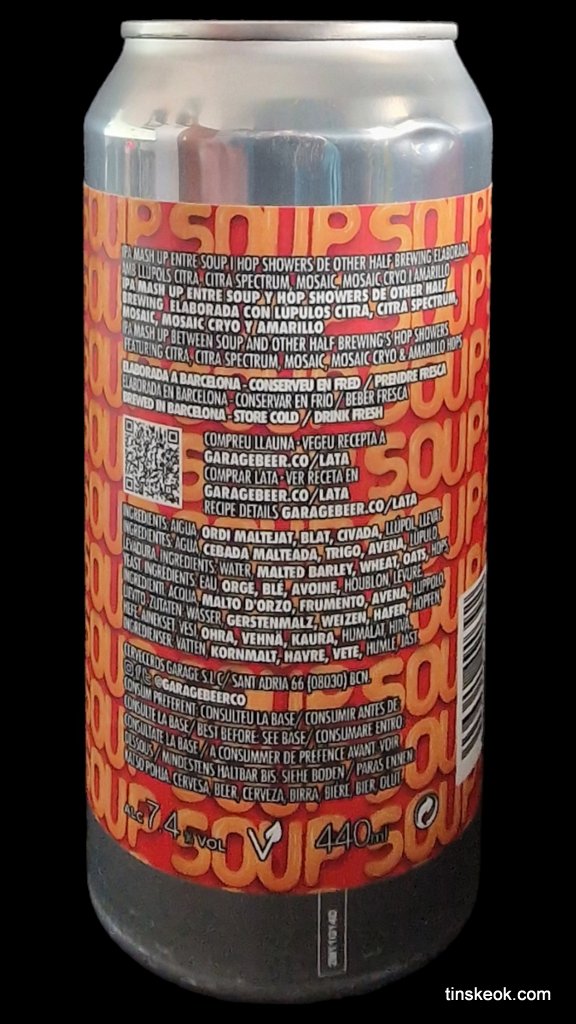 SOUP SOUP SOUP
IPA MASH UP ENTRE SOUP I HOP SHOWERS DE OTHER HALF BREWING ELABORADA
AMB LLÚPOLS CITRA, CITRA SPECTRUM, MOSAIC, MOSAIC CRYO I AMARILLO
IPA MASH UP ENTRE SOUP Y HOP SHOWERS DE OTHER HALF
BREWING ELABORADA CON LÚPULOS CITRA, CITRA SPECTRUM,
MOSAIC, MOSAIC CRYO Y AMARILLO
IPA MASH UP BETWEEN SOUP AND OTHER HALF BREWING'S HOP SHOWERS
FEATURING CITRA, CITRA SPECTRUM, MOSAIC, MOSAIC CRYO & AMARILLO HOPS
ELABORADA A BARCELONA - CONSERVEU EN FRED / PRENDRE FRESCA
ELABORADA EN BARCELONA - CONSERVAR EN FRIO / BEBER FRESCA
BREWED IN BARCELONA - STORE COLD / DRINK FRESH
COMPREU LLAUNA - VEGEU RECEPTA A
GARAGEBEER.CO/LATA
COMPRAR LATA - VER RECETA EN
GARAGEBEER.CO/LATA
RECIPE DETAILS GARAGEBEER.CO/LATA
INGREDIENTS: AIGUA, ORDI MALTEJAT, BLAT, CIVADA, LLÚPOL, LLEVAT.
INGREDIENTES: AGUA, CEBADA MALTEADA, TRIGO, AVENA, LÚPULO,
LEVADURA. INGREDIENTS: WATER, MALTED BARLEY, WHEAT, OATS, HOPS,
YEAST. INGREDIENTS: EAU, ORGE, BLÉ, AVOINE, HOUBLON, LEVURE.
INGREDIENTI: ACQUA, MALTO D'ORZO, FRUMENTO, AVENA, LUPPOLO,
LIEVITO. ZUTATEN: WASSER, GERSTENMALZ, WEIZEN, HAFER, HOPFEN,
HEFE. AINEKSET: VESI, OHRA, VEHNÄ, KAURA, HUMALAT, HIIVA.
INGREDIENSER: VATTEN, KORNMALT, HAVRE, VETE, HUMLE, JÄST.
CERVECEROS GARAGE S.L C/ SANT ADRIA 66 (08030) BCN.
@GARAGEBEERCO
CONSUM PREFERENT: CONSULTEU LA BASE/ CONSUMIR ANTES DE:
CONSULTE LA BASE/ BEST BEFORE: SEE BASE/ CONSUMARE ENTRO:
CONSULTATE LA BASE/ A CONSUMMER DE PREFENCE AVANT: VOIR
DESSOUS/ MINDESTENS HALTBAR BIS: SIEHE BODEN/ PARAS ENNEN:
KATSO POHJA. CERVESA, BEER, CERVEZA, BIRRA, BIÈRE, BIER, OLUT.
ALC 7,4 % VOL V 440ml
SOUP SOUP SOUP
tinskeok.com